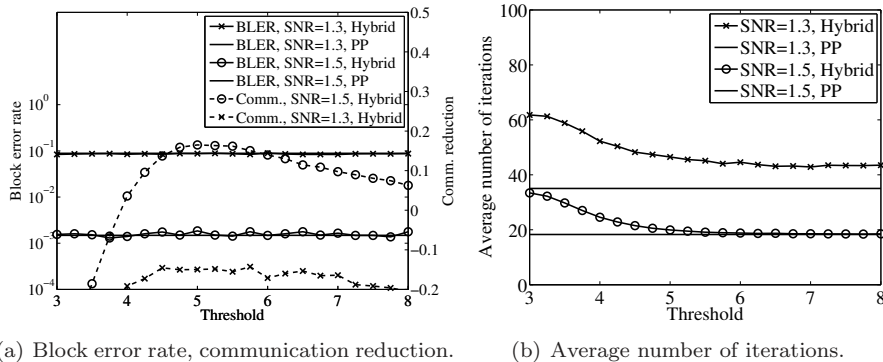 BLER, SNR=1.3, Hybrid
BLER, SNR=1.3, PP
BLER, SNR=1.5, Hybrid
BLER, SNR=1.5, PP
Comm., SNR=1.5, Hybrid
Comm., SNR=1.3, Hybrid
10^0
10^-1
10^-2
10^-3
10^-4
Block error rate
0.5
0.4
0.3
0.2
0.1
0
-0.1
-0.2
Comm. reduction
3 4 5 6 7 8
Threshold
(a) Block error rate, communication reduction.
SNR=1.3, Hybrid
SNR=1.3, PP
SNR=1.5, Hybrid
SNR=1.5, PP
100
80
60
40
20
0
Average number of iterations
3 4 5 6 7 8
Threshold
(b) Average number of iterations.